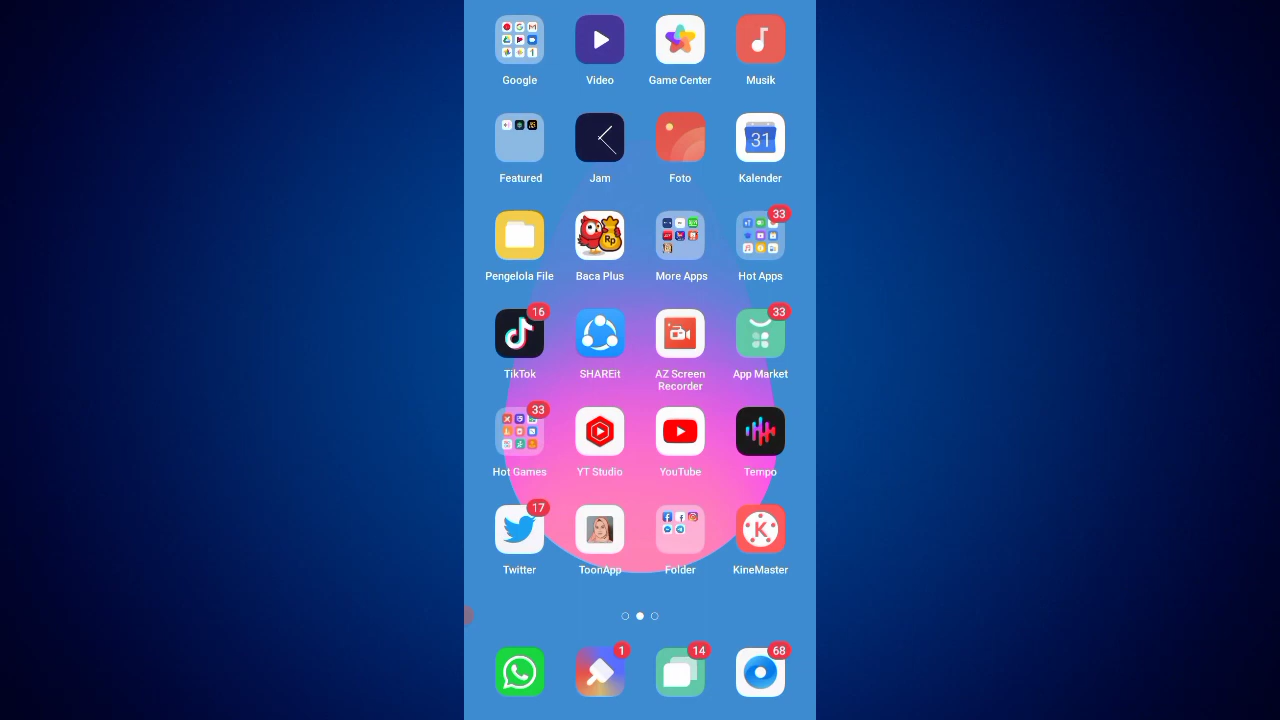 Google Video Game Center Musik
31
Featured Jam Foto Kalender
Rp 33
Pengelola File Baca Plus More Apps Hot Apps
16 33
TikTok SHAREit AZ Screen App Market
Recorder
33
Hot Games YT Studio YouTube Tempo
17
K
Twitter ToonApp Folder KineMaster
1 14 68